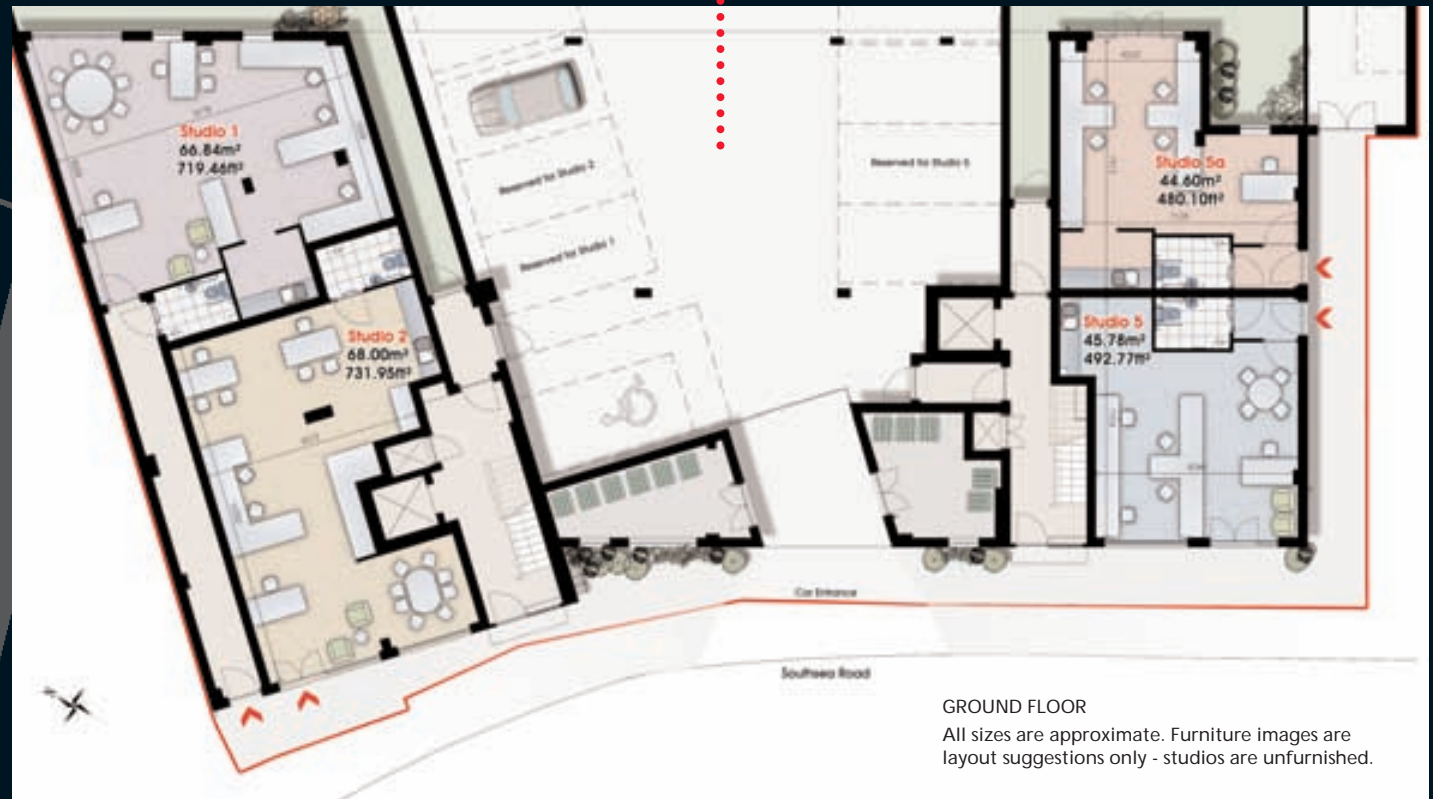 Studio 1
66.84m²
719.46ft²
Reserved for Studio 2
Reserved for Studio 1
Reserved for Studio 5
Studio 5a
44.60m²
480.10ft²
Studio 2
68.00m²
731.95ft²
Studio 5
45.78m²
492.77ft²
Car Entrance
Southsea Road
GROUND FLOOR
All sizes are approximate. Furniture images are
layout suggestions only - studios are unfurnished.